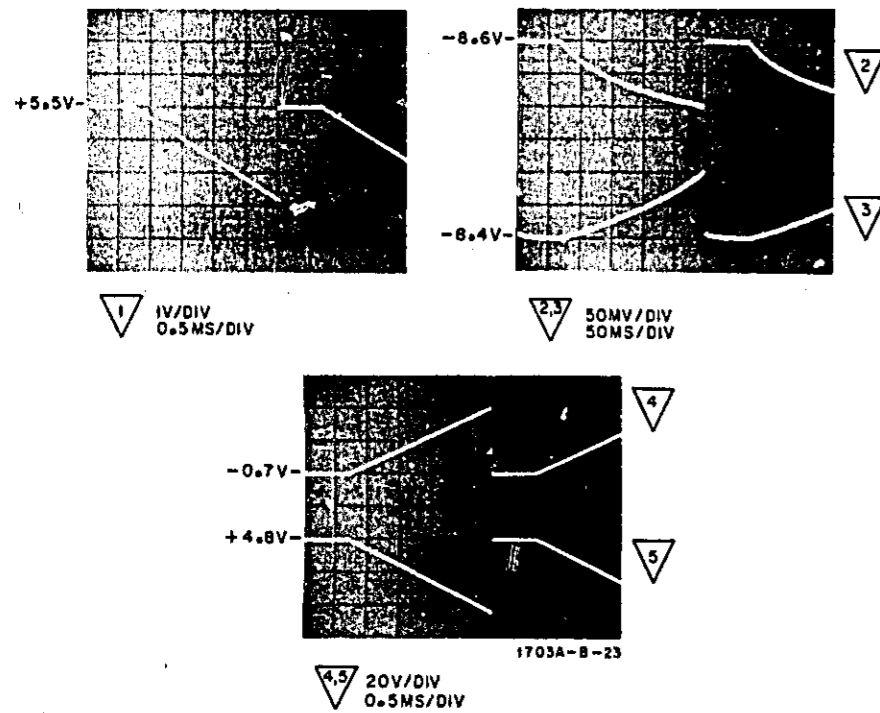 +5.5V-
1
1V/DIV
0.5MS/DIV
-8.6V-
2
-8.4V-
3
2,3
50MV/DIV
50MS/DIV
-0.7V-
4
+4.8V-
5
1703A-B-23
4,5
20V/DIV
0.5MS/DIV